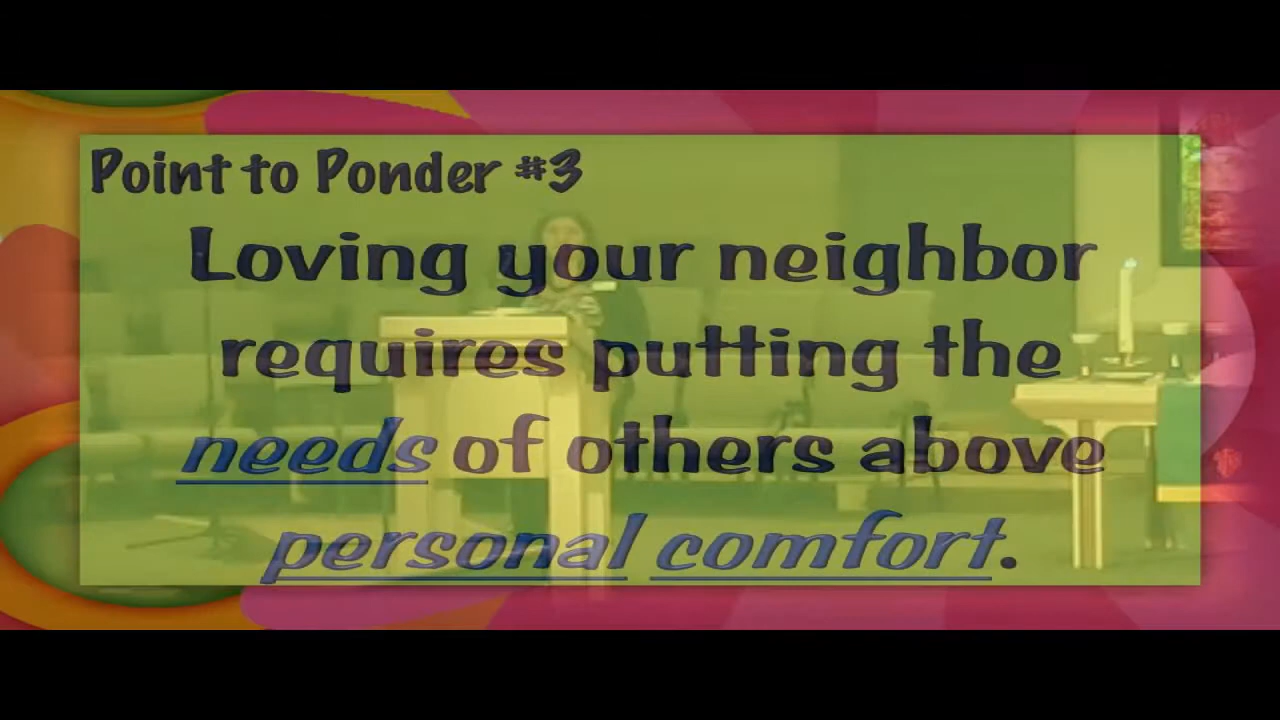 Point to Ponder #3
Loving your neighbor
requires putting the
needs of others above
personal comfort.